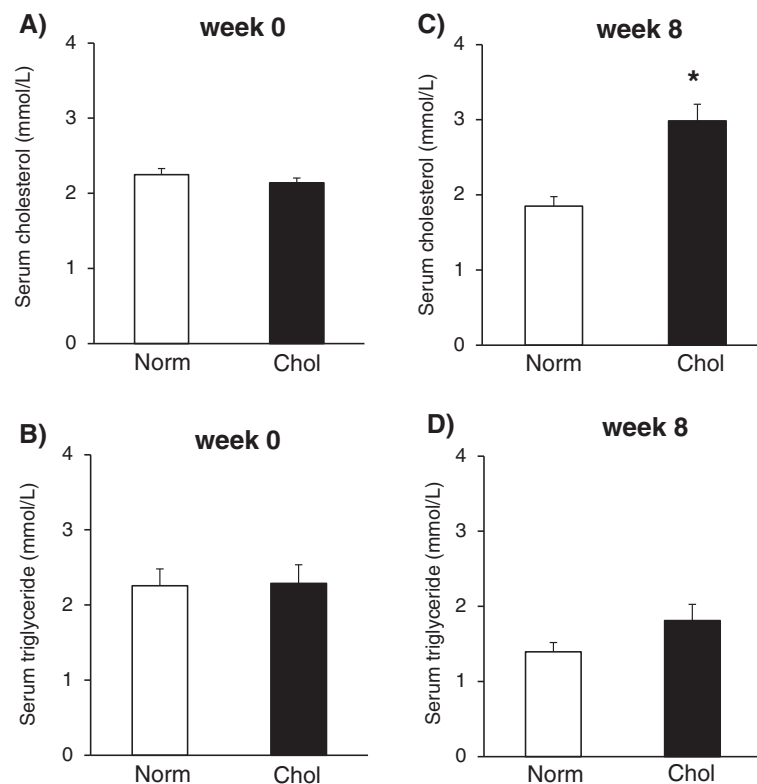 A)
week 0
Serum cholesterol (mmol/L)
4
3
2
1
0
Norm Chol
C)
week 8
Serum cholesterol (mmol/L)
4
3
2
1
0
*
Norm Chol
B)
week 0
Serum triglyceride (mmol/L)
4
3
2
1
0
Norm Chol
D)
week 8
Serum triglyceride (mmol/L)
4
3
2
1
0
Norm Chol